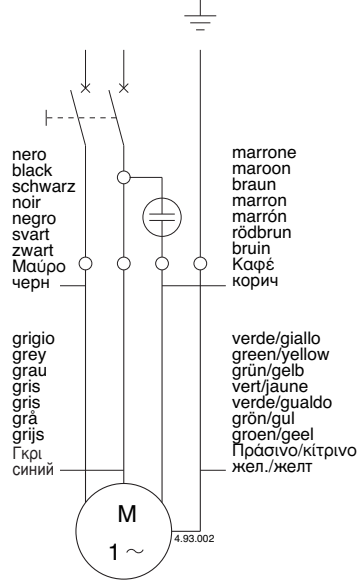 nero
black
schwarz
noir
negro
svart
zwart
Μαύρο
черн
marrone
maroon
braun
marron
marrón
rödbrun
bruin
Καφέ
корич
grigio
grey
grau
gris
gris
grå
grijs
Γκρι
синий
verde/giallo
green/yellow
grün/gelb
vert/jaune
verde/gualdo
grön/gul
groen/geel
Πράσινο/κίτρινο
жел./желт
M
1 ~
4.93.002